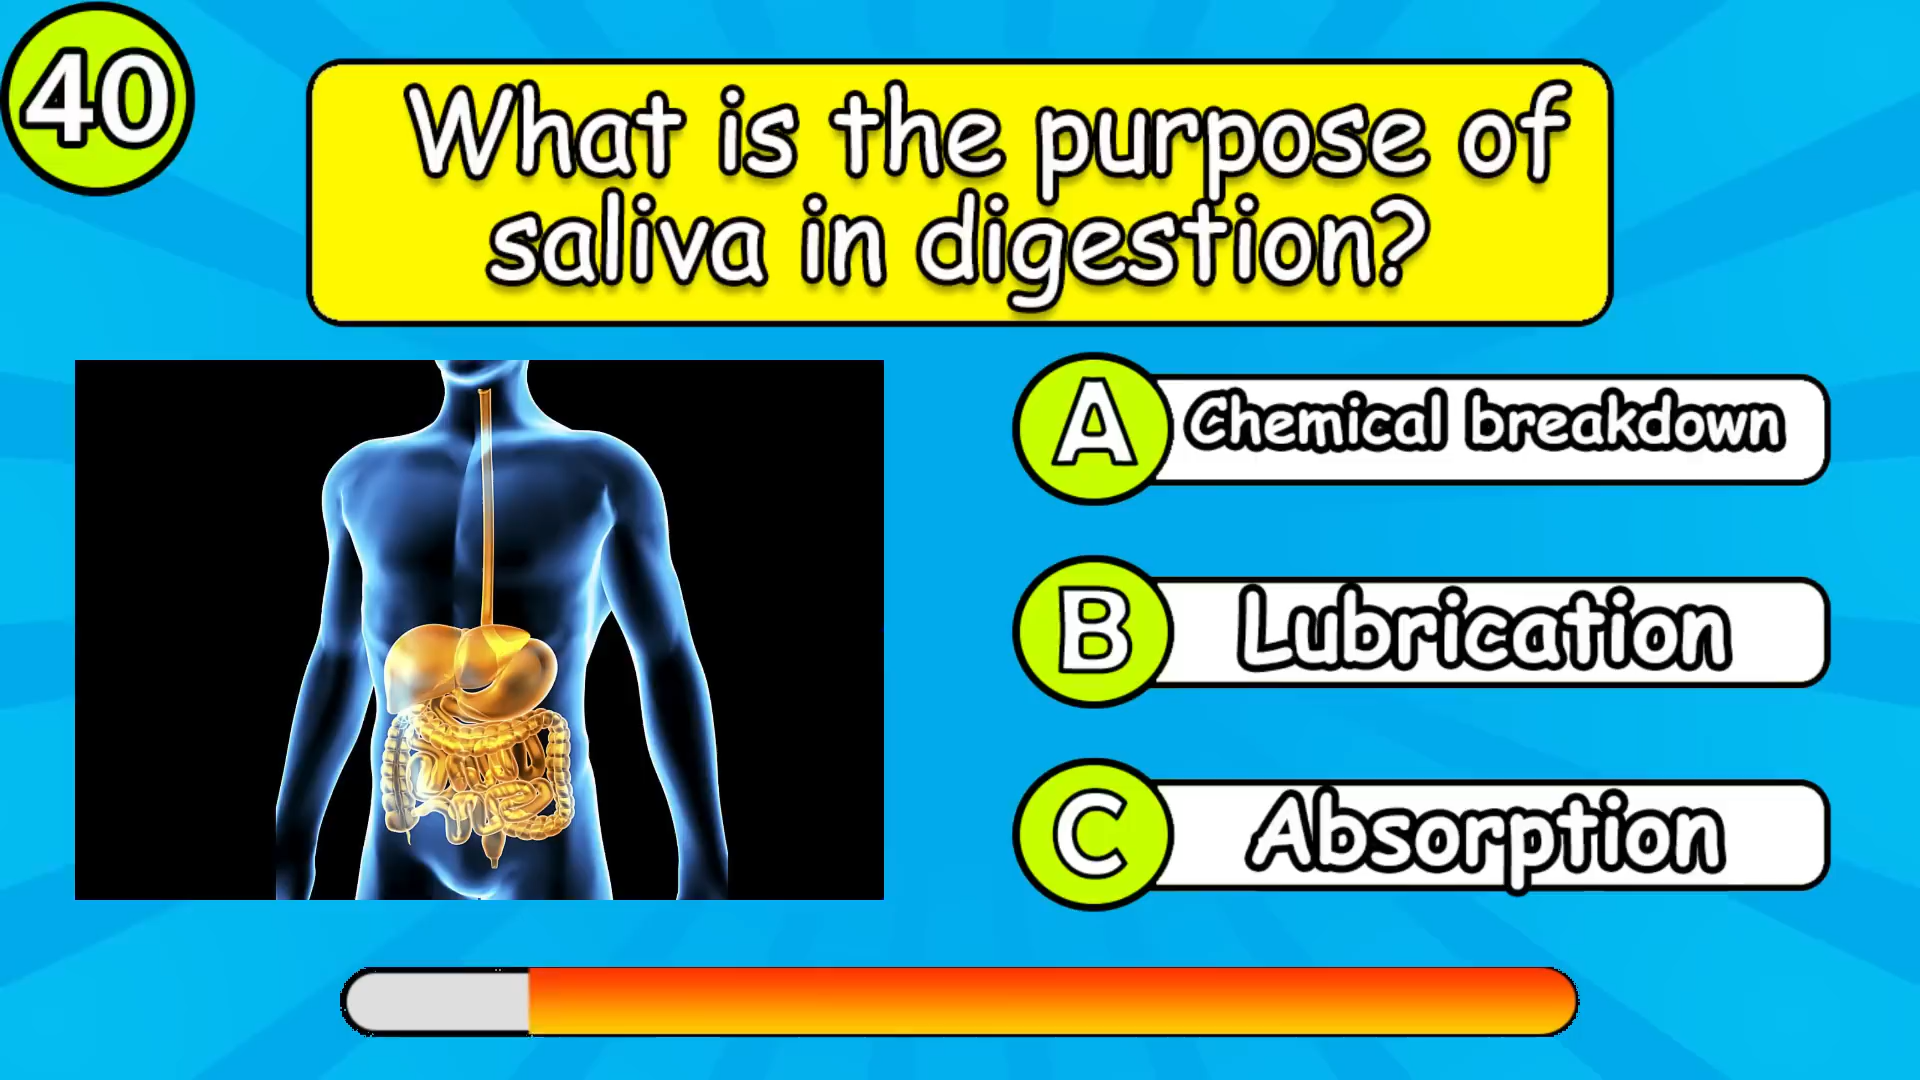 40
What is the purpose of
saliva in digestion?
A Chemical breakdown
B Lubrication
C Absorption